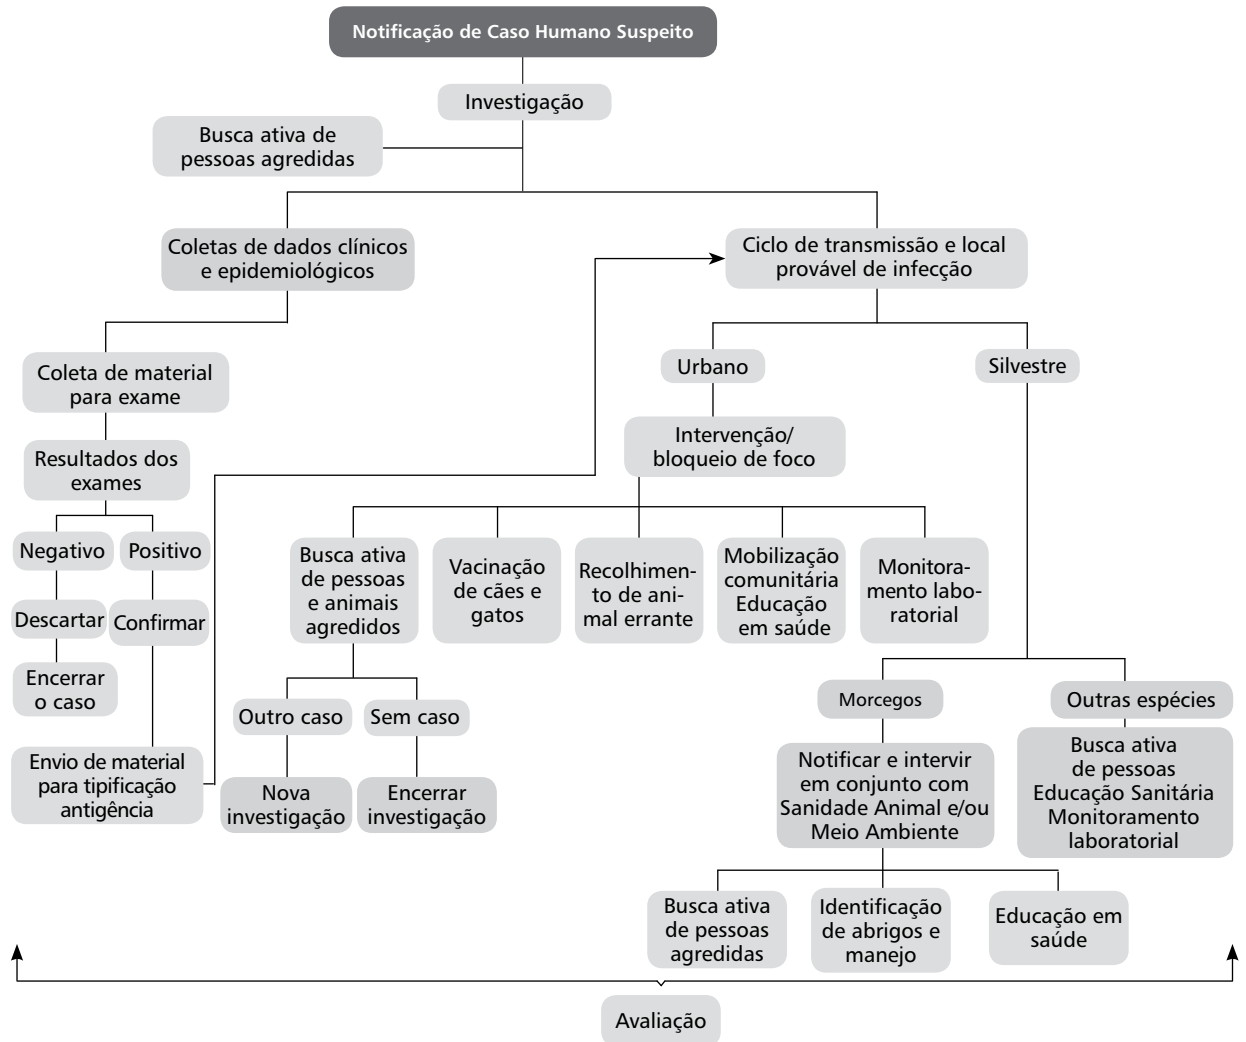 Notificação de Caso Humano Suspeito
Investigação
Busca ativa de
pessoas agredidas
Coletas de dados clínicos
e epidemiológicos
Ciclo de transmissão e local
provável de infecção
Coleta de material
para exame
Urbano
Silvestre
Intervenção/
bloqueio de foco
Resultados dos
exames
Negativo
Positivo
Descartar
Confirmar
Encerrar
o caso
Envio de material
para tipificação
antigência
Busca ativa
de pessoas
e animais
agredidos
Vacinação
de cães e
gatos
Recolhimen-
to de ani-
mal errante
Mobilização
comunitária
Educação
em saúde
Monitora-
mento labo-
ratorial
Outro caso
Sem caso
Nova
investigação
Encerrar
investigação
Morcegos
Outras espécies
Notificar e intervir
em conjunto com
Sanidade Animal e/ou
Meio Ambiente
Busca ativa
de pessoas
Educação Sanitária
Monitoramento
laboratorial
Busca ativa
de pessoas
agredidas
Identificação
de abrigos e
manejo
Educação em
saúde
Avaliação